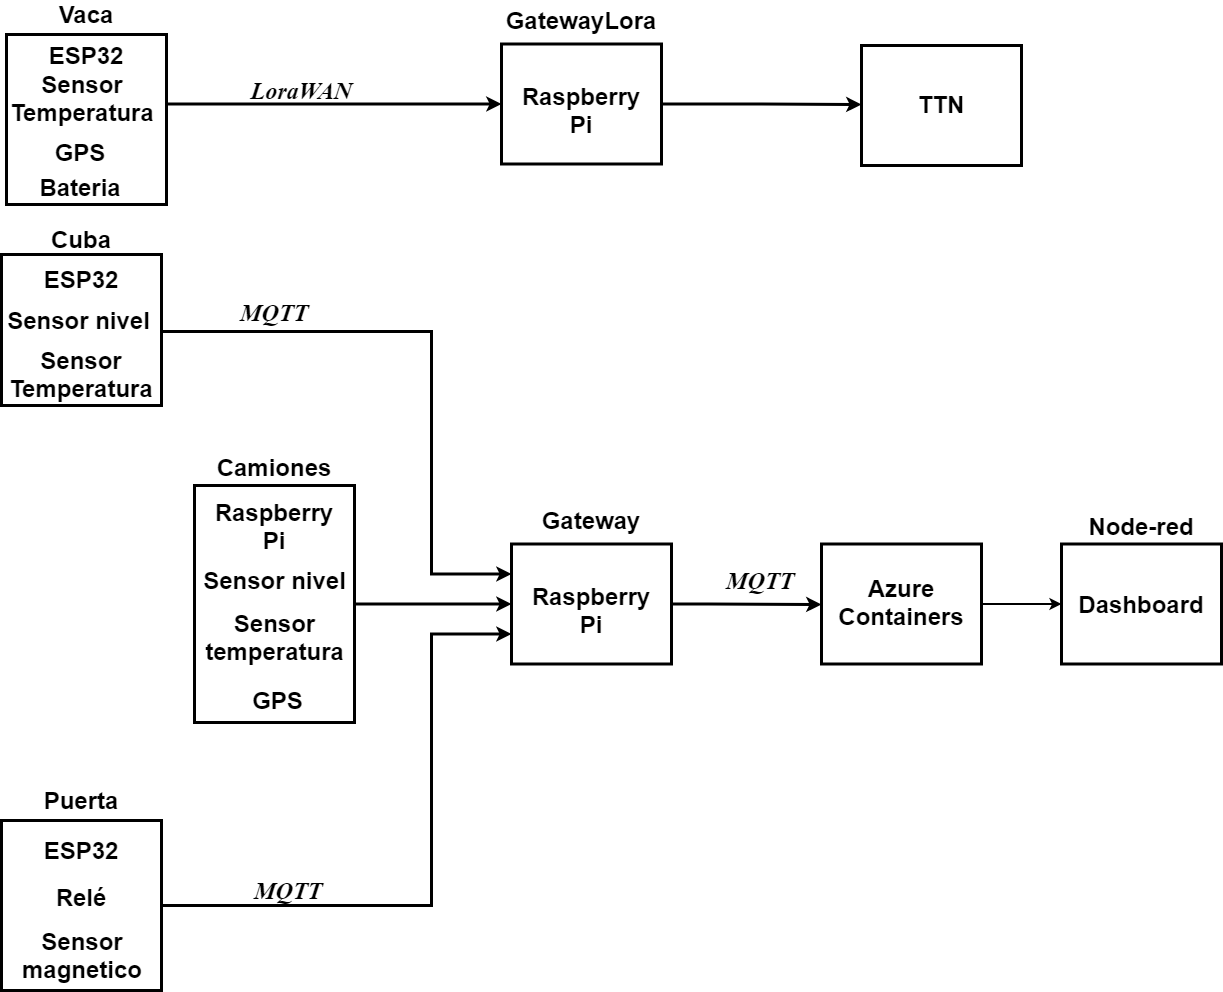 Vaca
ESP32
Sensor
Temperatura
GPS
Bateria
LoraWAN
GatewayLora
Raspberry
Pi
TTN
Cuba
ESP32
Sensor nivel
Sensor
Temperatura
MQTT
Camiones
Raspberry
Pi
Sensor nivel
Sensor
temperatura
GPS
Gateway
Raspberry
Pi
MQTT
Azure
Containers
Node-red
Dashboard
Puerta
ESP32
Relé
Sensor
magnetico
MQTT